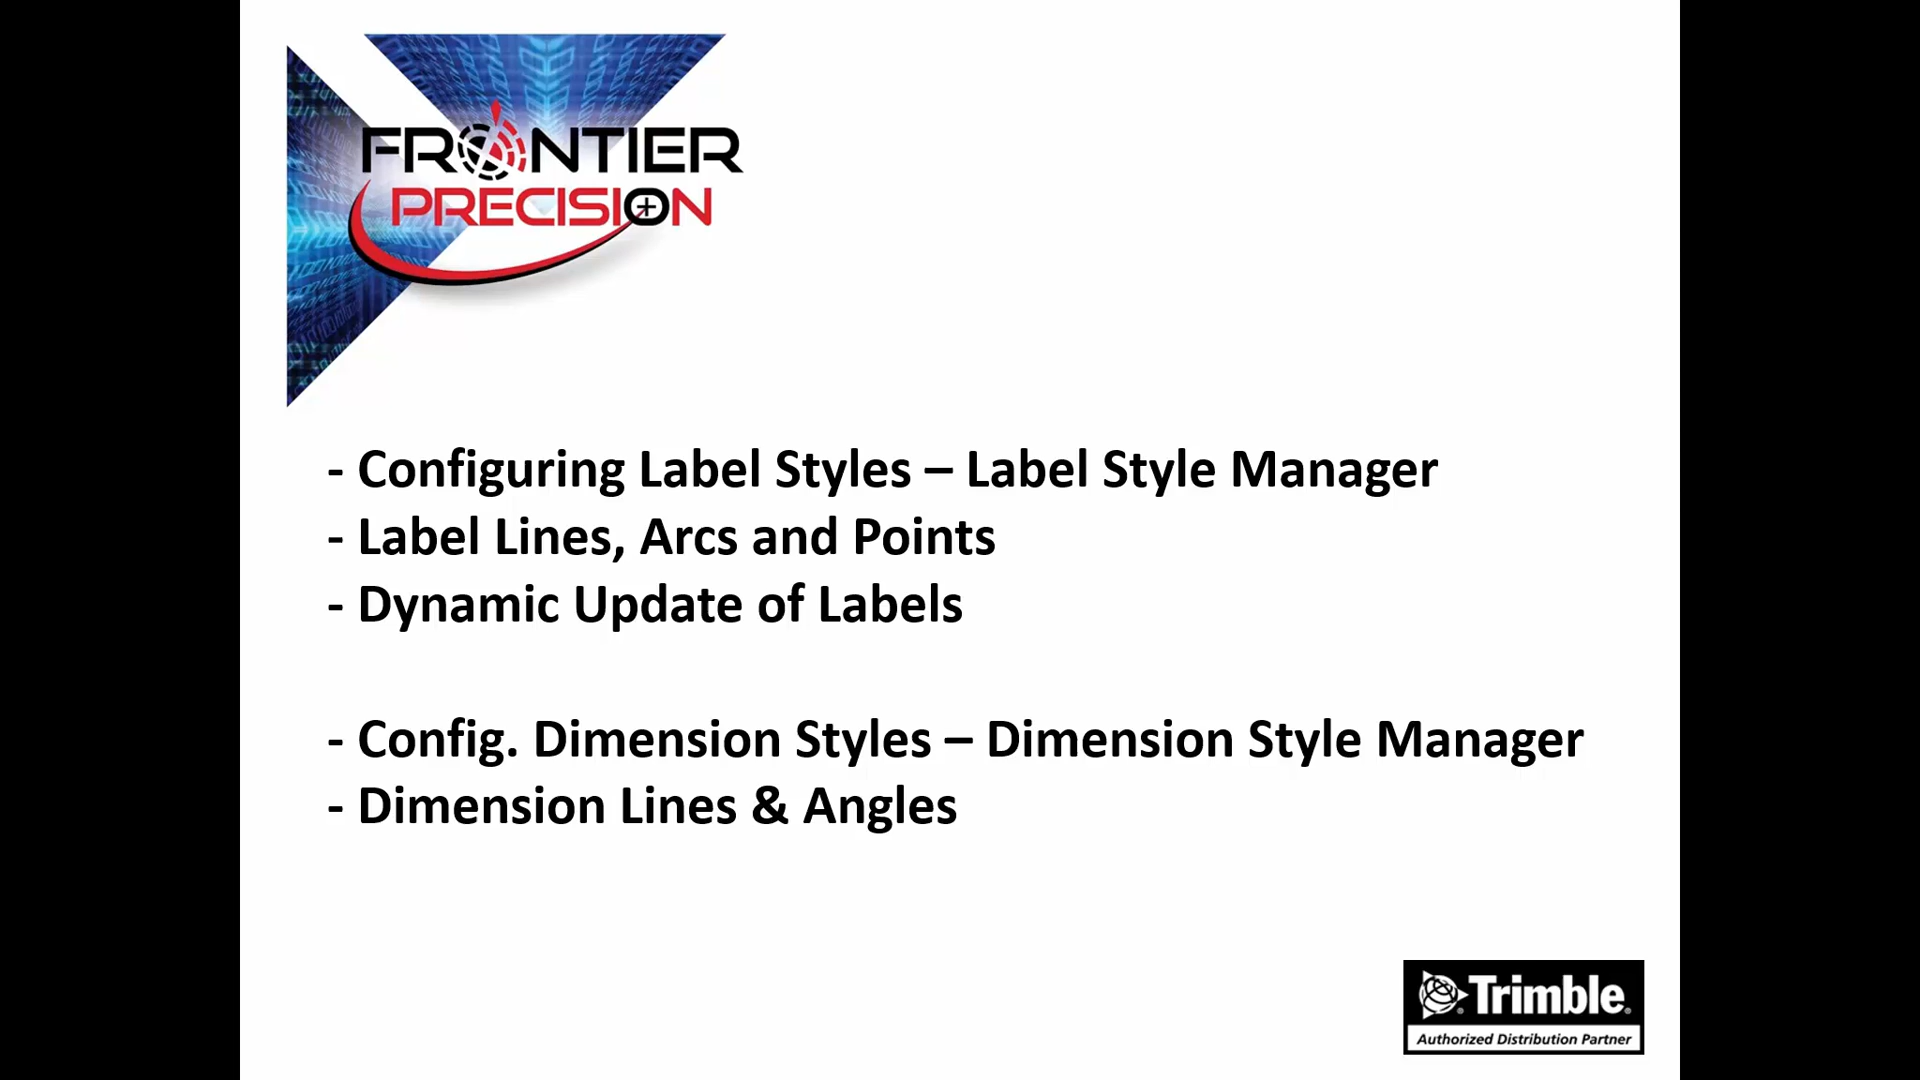 FRONTIER
PRECISION
- Configuring Label Styles – Label Style Manager
- Label Lines, Arcs and Points
- Dynamic Update of Labels
- Config. Dimension Styles – Dimension Style Manager
- Dimension Lines & Angles
Trimble®
Authorized Distribution Partner